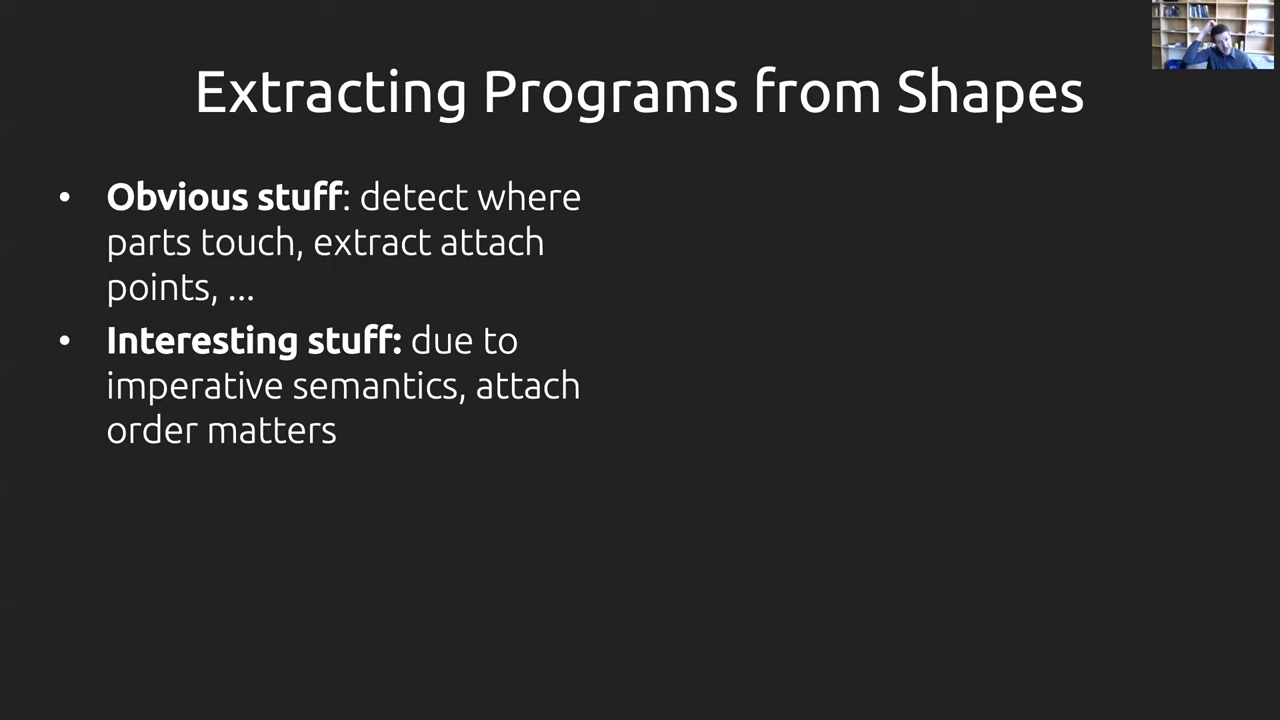 Extracting Programs from Shapes
• Obvious stuff: detect where
parts touch, extract attach
points, ...
• Interesting stuff: due to
imperative semantics, attach
order matters